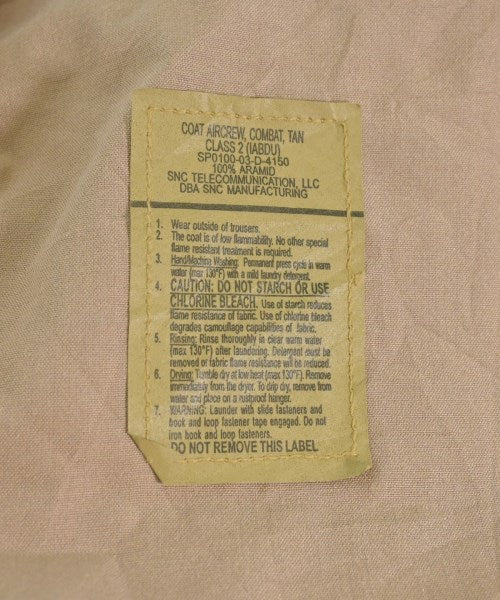 COAT AIRCREW, COMBAT, TAN
CLASS 2 (IABDU)
SP0100-03-D-4150
100% ARAMID
SNC TELECOMMUNICATION, LLC
DBA SNC MANUFACTURING
1. Wear outside of trousers.
2. The coat is of low flammability. No other special
flame resistant treatment is required.
3. Hand/Machine Washing: Permanent press cycle in warm
water (max 130°F) with a mild laundry detergent.
4. CAUTION: DO NOT STARCH OR USE
CHLORINE BLEACH. Use of starch reduces
flame resistance of fabric. Use of chlorine bleach
degrades camouflage capabilities of fabric.
5. Rinsing: Rinse thoroughly in clear warm water
(max 130°F) after laundering. Detergent must be
removed or fabric flame resistance will be reduced.
6. Drying: Tumble dry at low heat (max 130°F). Remove
immediately from the dryor. To drip dry, remove from
water and place on a rustproof hanger.
7. WARNING: Launder with slide fasteners and
hook and loop fastener tape engaged. Do not
iron hook and loop fasteners.
DO NOT REMOVE THIS LABEL